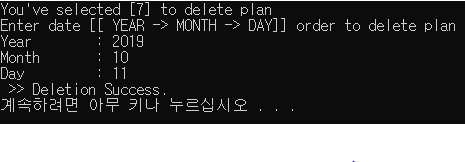 You've selected [7] to delete plan
Enter date [[ YEAR -> MONTH -> DAY]] order to delete plan
Year : 2019
Month : 10
Day : 11
>> Deletion Success.
계속하려면 아무 키나 누르십시오 . . .